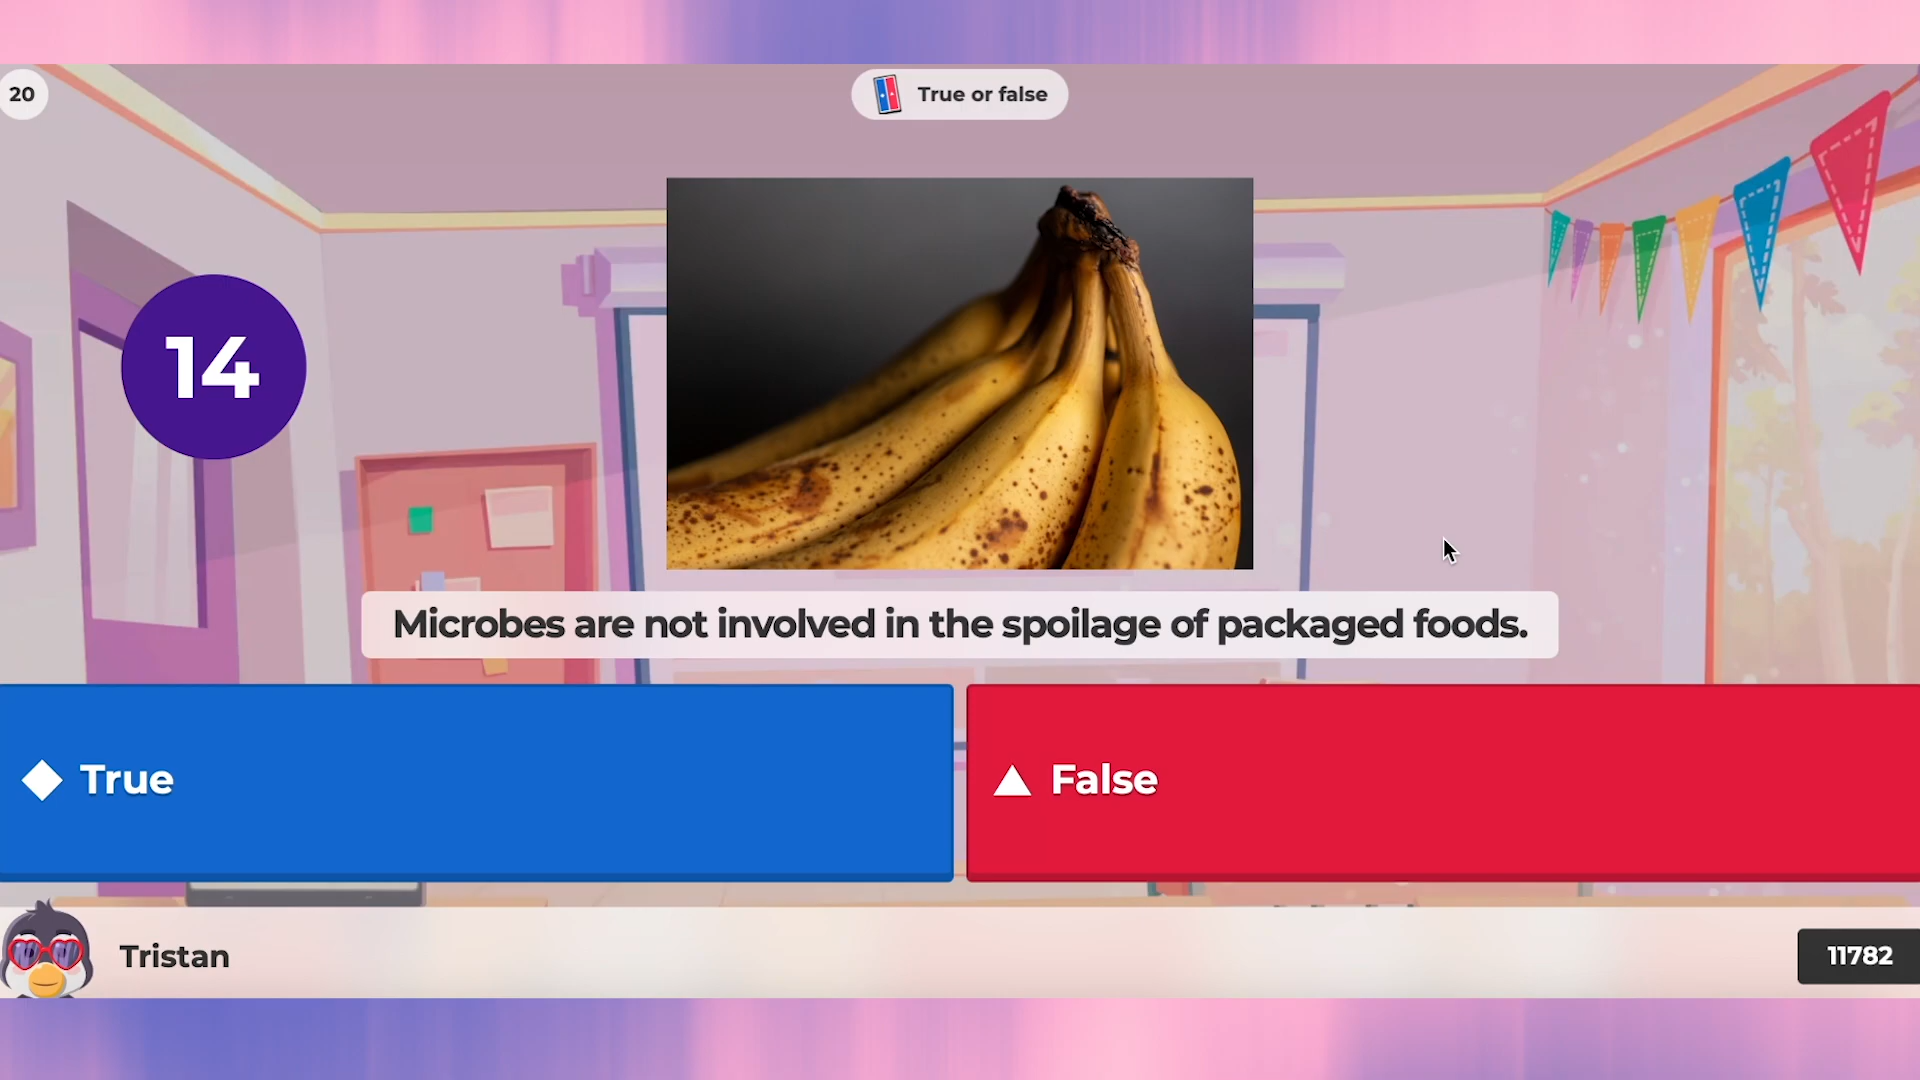 20
True or false
14
Microbes are not involved in the spoilage of packaged foods.
True
False
Tristan
11782